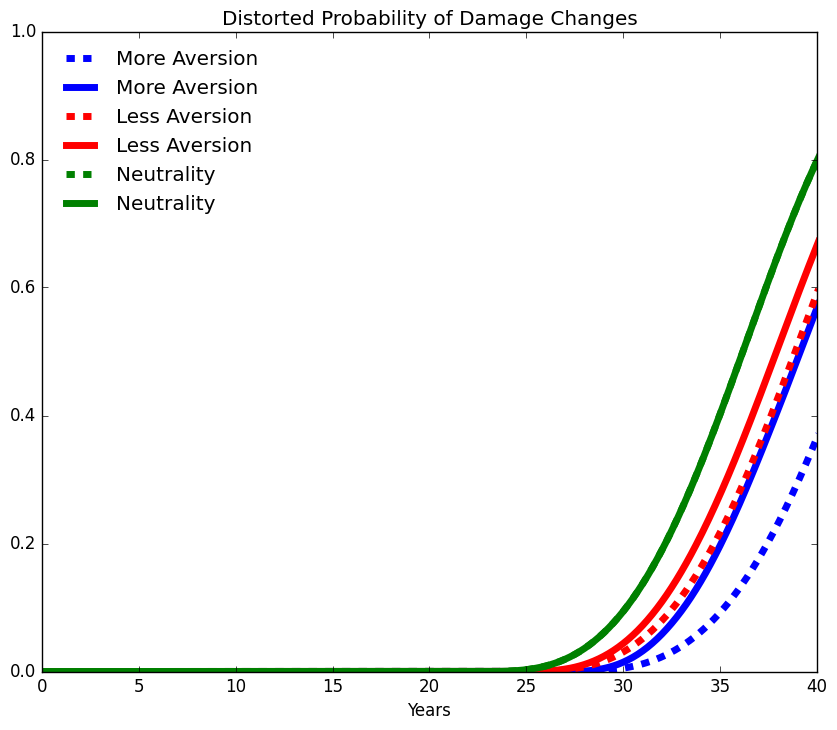 Distorted Probability of Damage Changes
1.0
0.8
0.6
0.4
0.2
0.0
More Aversion
More Aversion
Less Aversion
Less Aversion
Neutrality
Neutrality
0 5 10 15 20 25 30 35 40
Years